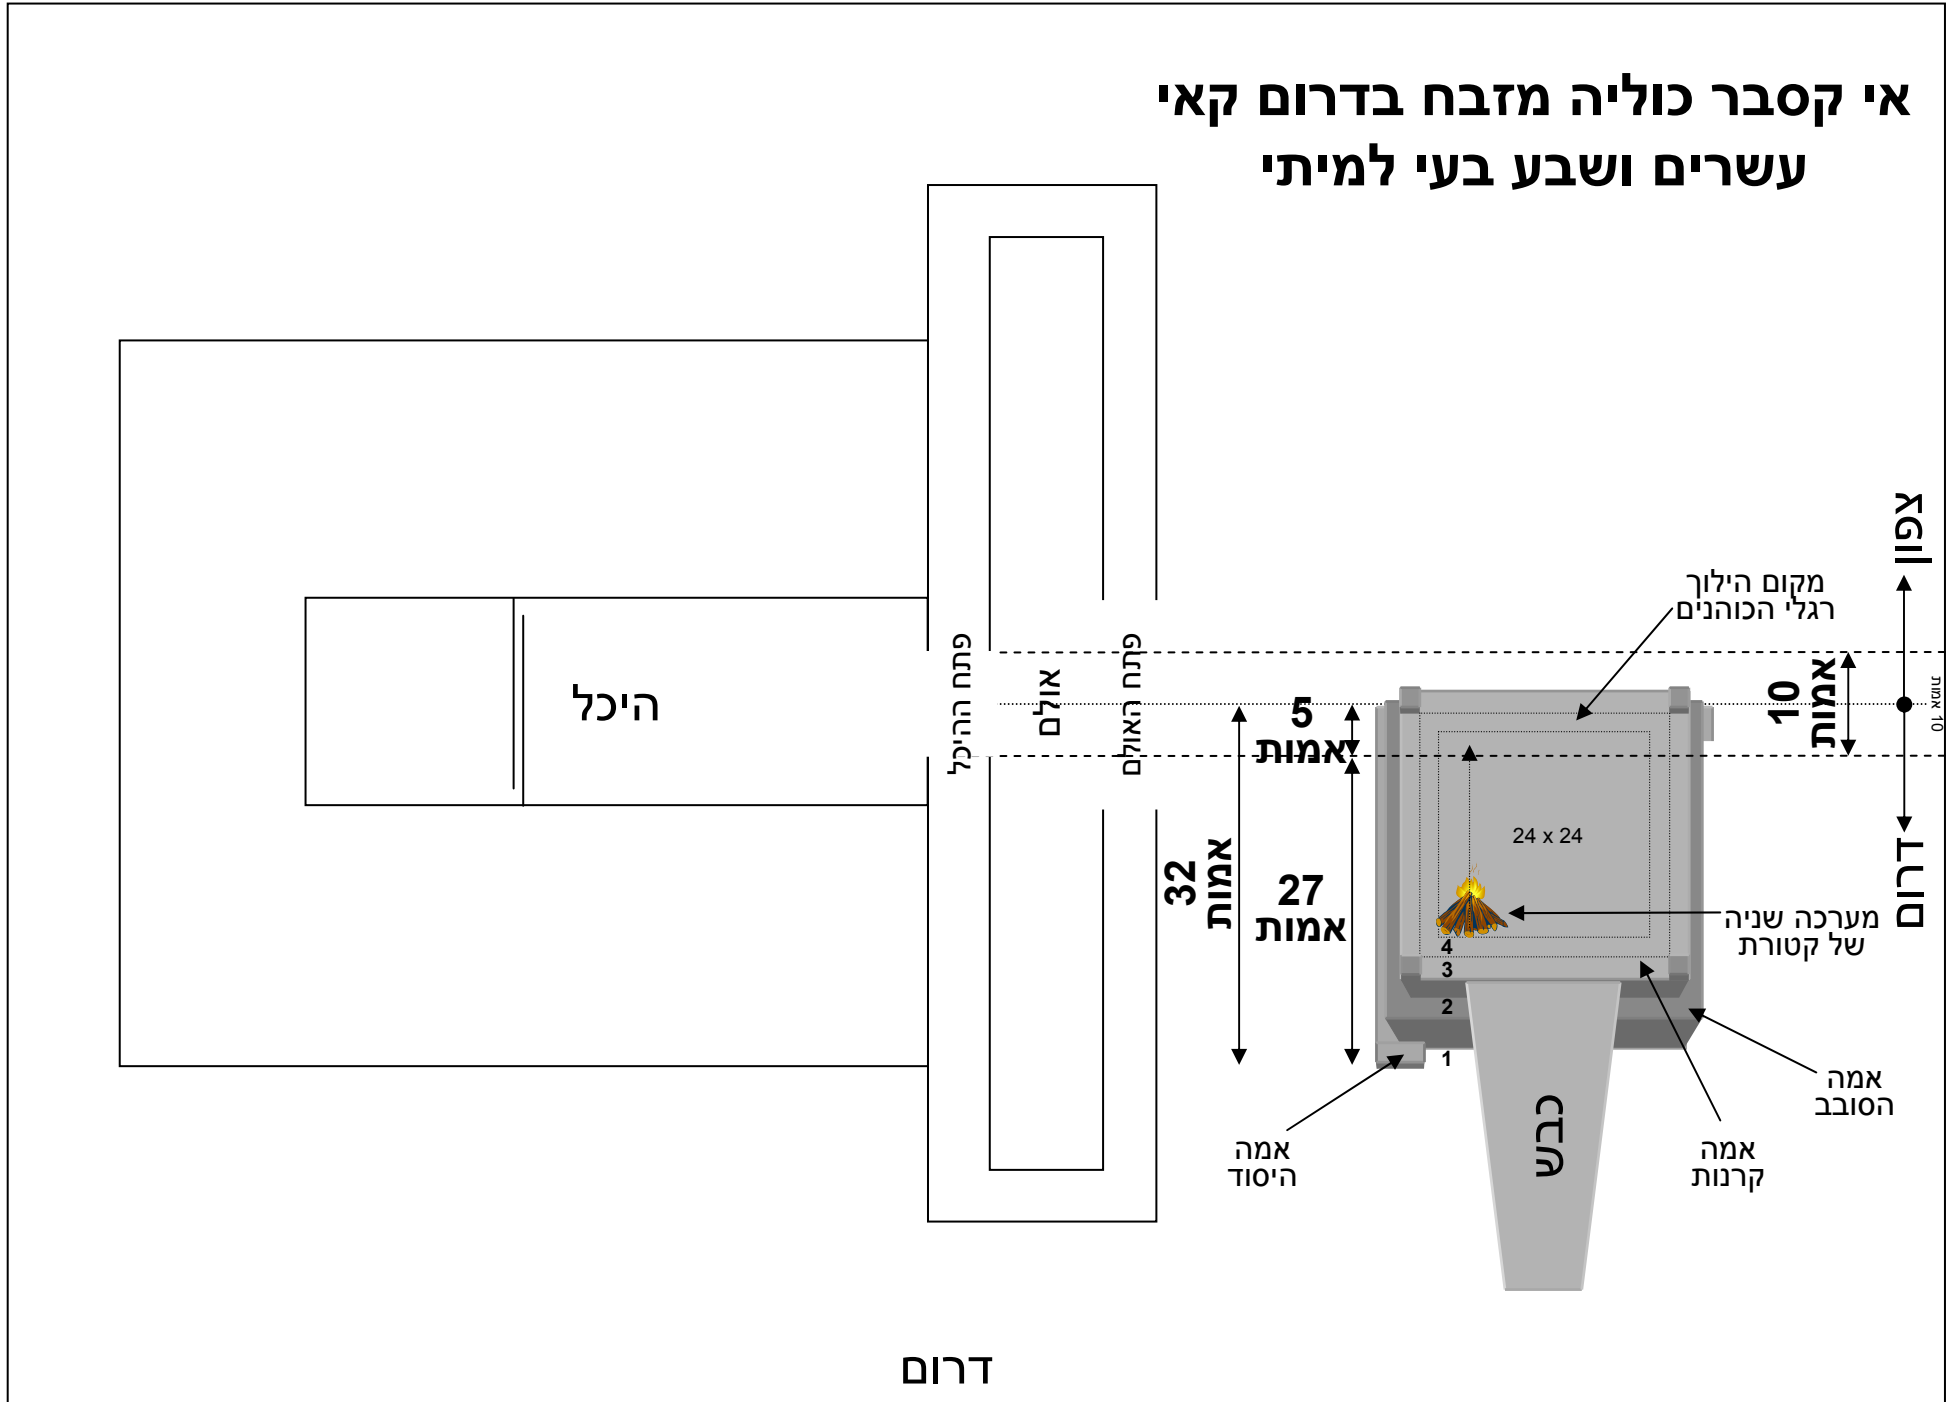 אי קסבר כוליה מזבח בדרום קאי
עשרים ושבע בעי למיתי
צפון
מקום הילוך
רגלי הכוהנים
10
אמות
10 אמות
היכל
פתח ההיכל
אולם
פתח האולם
5
אמות
24 x 24
דרום
32
אמות
27
אמות
מערכה שניה
של קטורת
4
3
2
1
אמה
הסובב
אמה
היסוד
כבש
אמה
קרנות
דרום